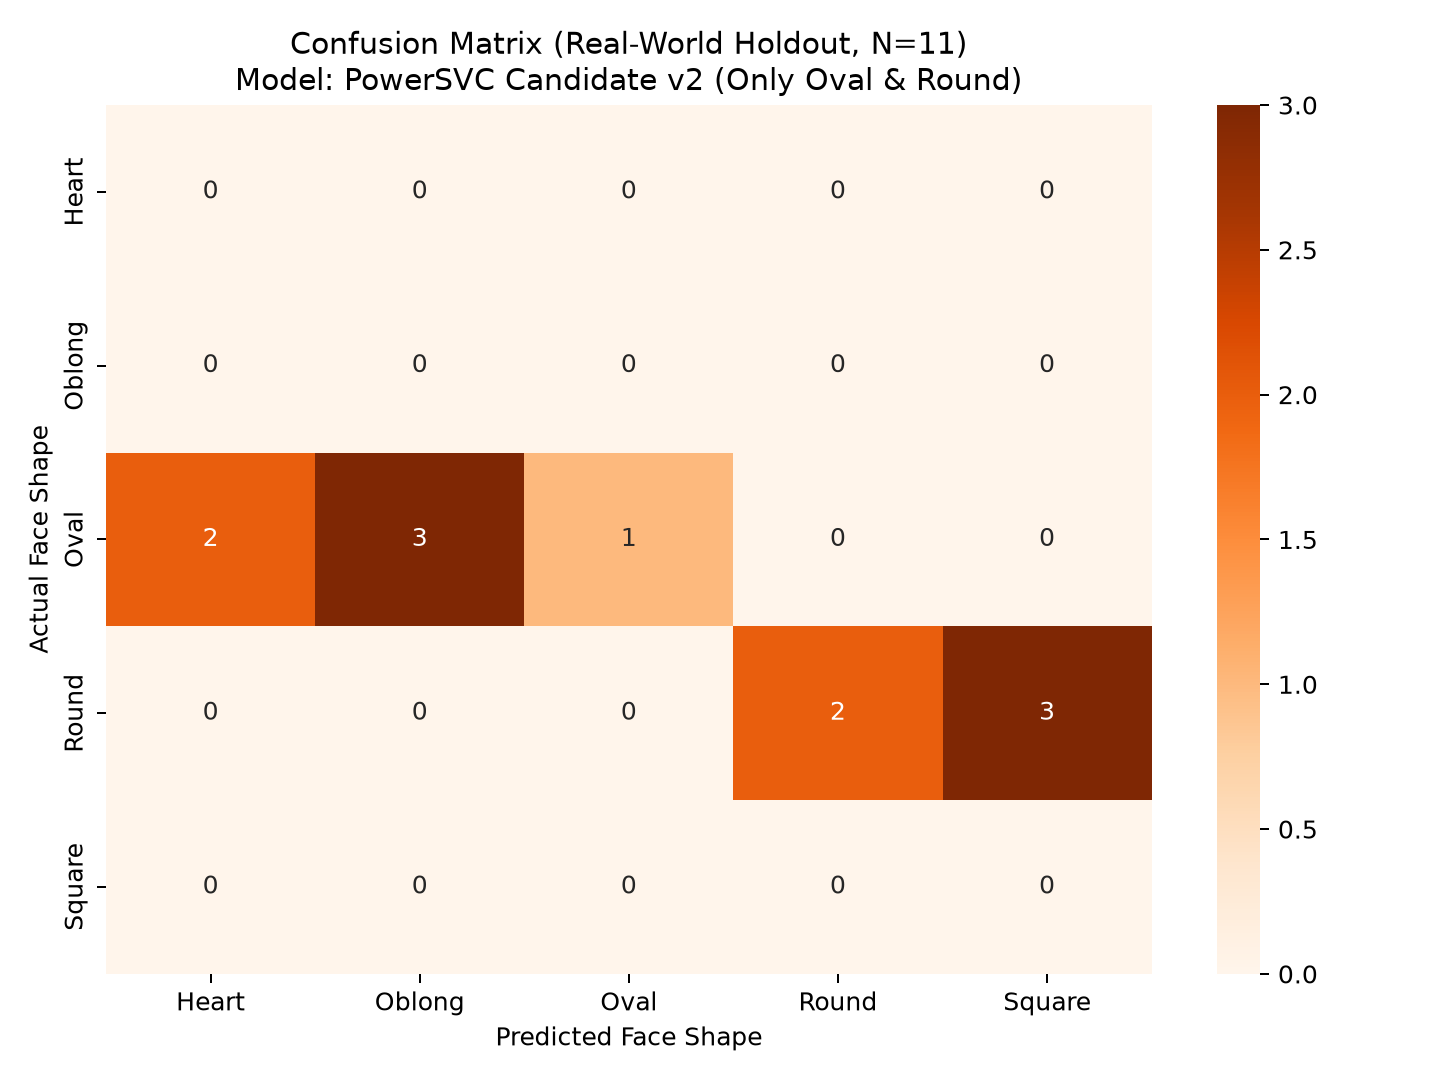 Confusion Matrix (Real-World Holdout, N=11)
Model: PowerSVC Candidate v2 (Only Oval & Round)
Actual Face Shape
Heart 0 0 0 0 0
Oblong 0 0 0 0 0
Oval 2 3 1 0 0
Round 0 0 0 2 3
Square 0 0 0 0 0
Heart Oblong Oval Round Square
Predicted Face Shape
3.0
2.5
2.0
1.5
1.0
0.5
0.0